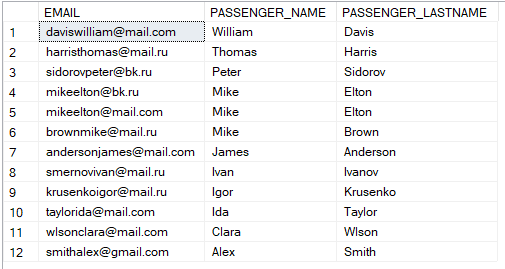 EMAIL PASSENGER_NAME PASSENGER_LASTNAME
1 daviswilliam@mail.com William Davis
2 harristhomas@mail.ru Thomas Harris
3 sidorovpeter@bk.ru Peter Sidorov
4 mikeelton@bk.ru Mike Elton
5 mikeelton@mail.com Mike Elton
6 brownmike@mail.ru Mike Brown
7 andersonjames@mail.com James Anderson
8 smernovivan@mail.ru Ivan Ivanov
9 krusenkoigor@mail.ru Igor Krusenko
10 taylorida@mail.com Ida Taylor
11 wlsonclara@mail.com Clara Wlson
12 smithalex@gmail.com Alex Smith